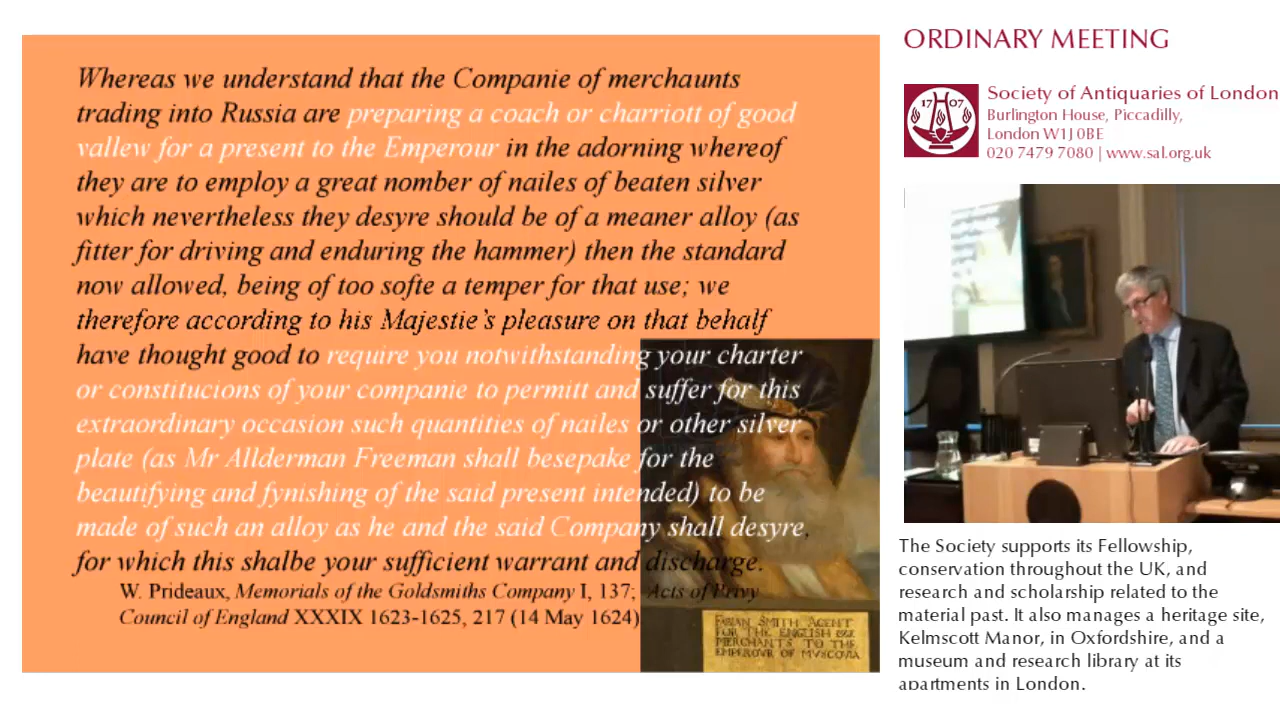 Whereas we understand that the Companie of merchaunts
trading into Russia are preparing a coach or charriott of good
vallew for a present to the Emperour in the adorning whereof
they are to employ a great nomber of nailes of beaten silver
which nevertheless they desyre should be of a meaner alloy (as
fitter for driving and enduring the hammer) then the standard
now allowed, being of too softe a temper for that use; we
therefore according to his Majestie's pleasure on that behalf
have thought good to require you notwithstanding your charter
or constitucions of your companie to permitt and suffer for this
extraordinary occasion such quantities of nailes or other silver
plate (as Mr Allderman Freeman shall besepake for the
beautifying and fynishing of the said present intended) to be
made of such an alloy as he and the said Company shall desyre,
for which this shalbe your sufficient warrant and discharge.
W. Prideaux, Memorials of the Goldsmiths Company I, 137; Acts of Privy
Council of England XXXIX 1623-1625, 217 (14 May 1624)
FABIAN SMITH AGENT
FOR THE ENGLISH
MERCHANTS TO THE
EMPEROVR OF MVSCOVIA
ORDINARY MEETING
17 07
Society of Antiquaries of London
Burlington House, Piccadilly,
London W1J 0BE
020 7479 7080 | www.sal.org.uk
The Society supports its Fellowship,
conservation throughout the UK, and
research and scholarship related to the
material past. It also manages a heritage site,
Kelmscott Manor, in Oxfordshire, and a
museum and research library at its
apartments in London.